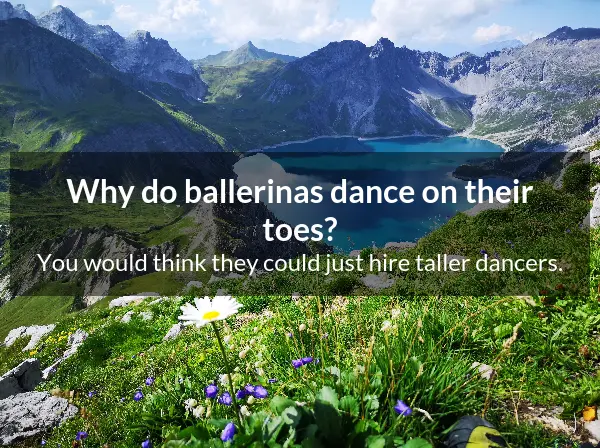 Why do ballerinas dance on their
toes?
You would think they could just hire taller dancers.